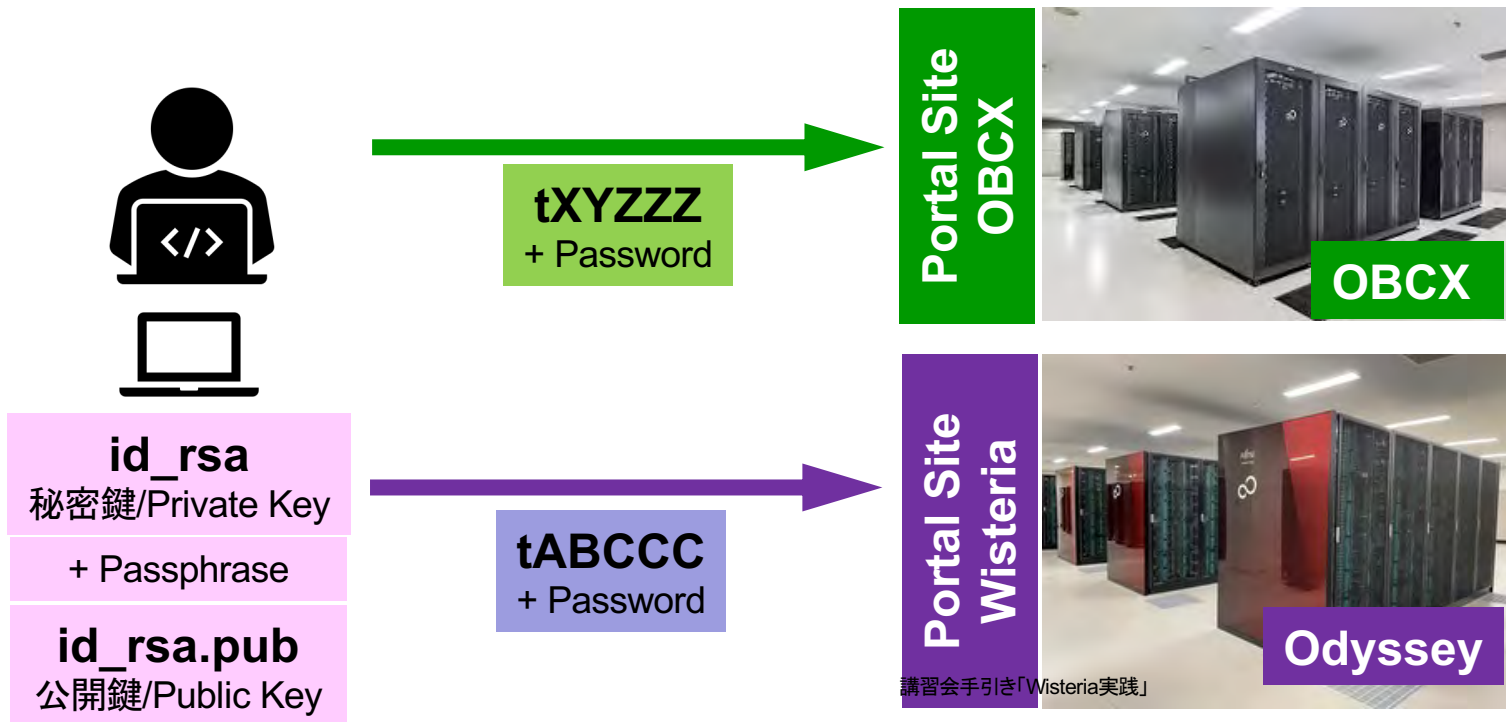 </>
id_rsa
秘密鍵/Private Key
+ Passphrase
id_rsa.pub
公開鍵/Public Key
tXYZZZ
+ Password
tABCCC
+ Password
Portal Site
OBCX
OBCX
Portal Site
Wisteria
Odyssey
講習会手引き「Wisteria実践」